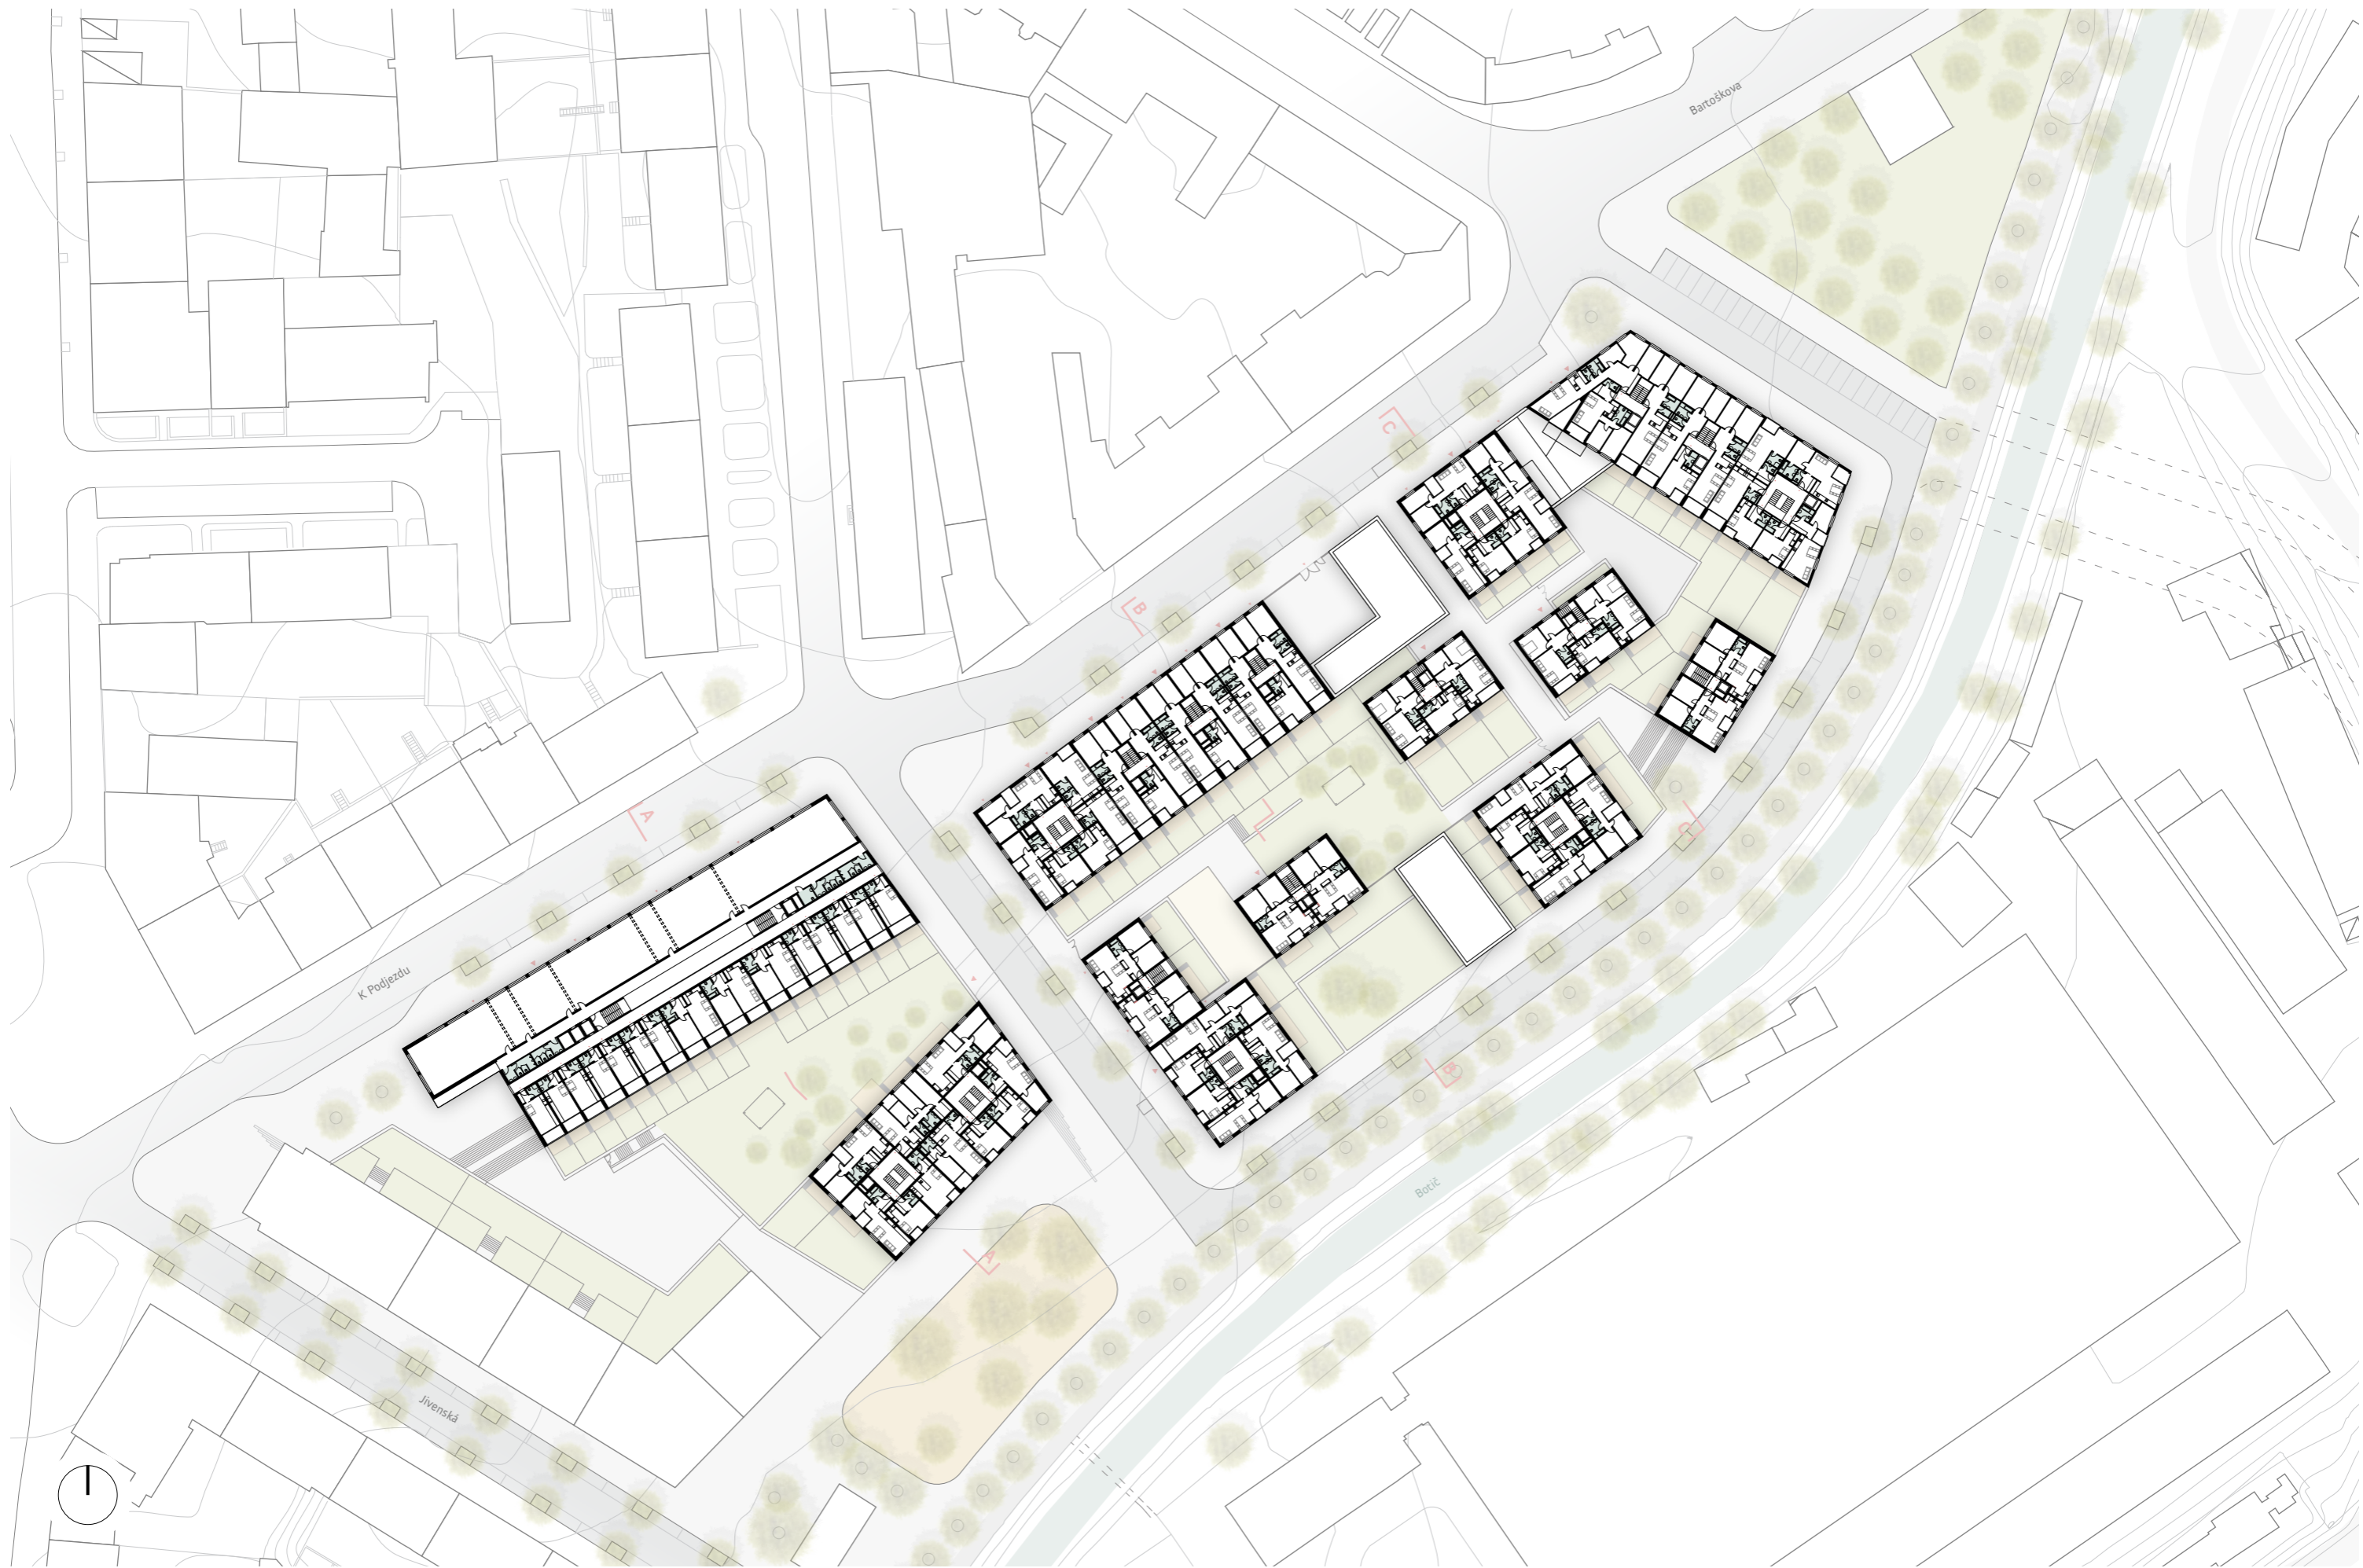 Bartoškova
C
B
A
K Podjezdu
C'
B'
Botič
A'
Jivenská